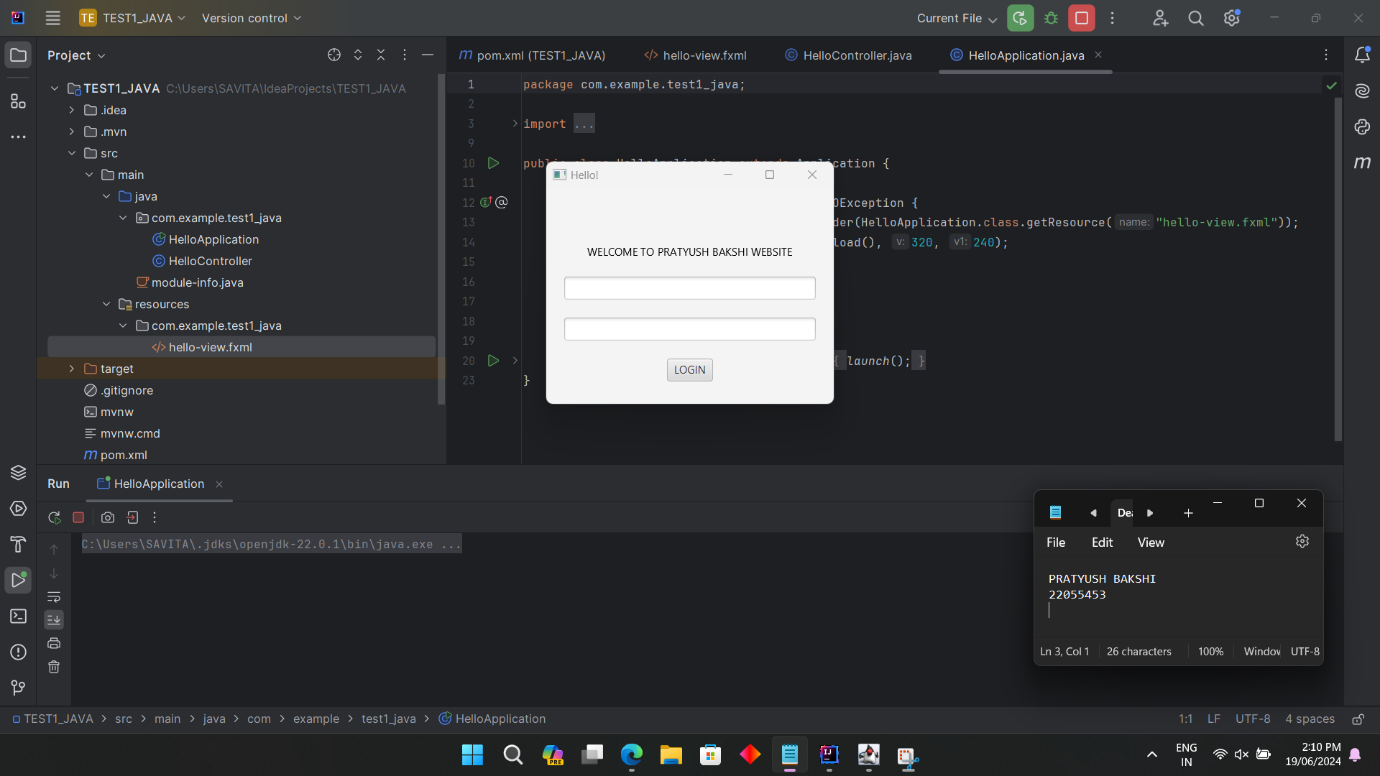 TE TEST1_JAVA Version control Current File
Project
pom.xml (TEST1_JAVA) hello-view.fxml HelloController.java HelloApplication.java
TEST1_JAVA C:\Users\SAVITA\IdeaProjects\TEST1_JAVA
.idea
.mvn
src
main
java
com.example.test1_java
HelloApplication
HelloController
module-info.java
resources
com.example.test1_java
hello-view.fxml
target
.gitignore
mvnw
mvnw.cmd
pom.xml
1 package com.example.test1_java;
2
3 import ...
9
10 public class HelloApplication extends Application {
11
12 OException {
13 der(HelloApplication.class.getResource( name: "hello-view.fxml"));
14 load(), v: 320, v1: 240);
15
16
17
18
19
20 { launch(); }
23 }
Hello!
WELCOME TO PRATYUSH BAKSHI WEBSITE
LOGIN
Run HelloApplication
C:\Users\SAVITA\.jdks\openjdk-22.0.1\bin\java.exe ...
Dea
File Edit View
PRATYUSH BAKSHI
22055453
Ln 3, Col 1 26 characters 100% Window UTF-8
TEST1_JAVA > src > main > java > com > example > test1_java > HelloApplication 1:1 LF UTF-8 4 spaces
PRE
ENG
IN
2:10 PM
19/06/2024